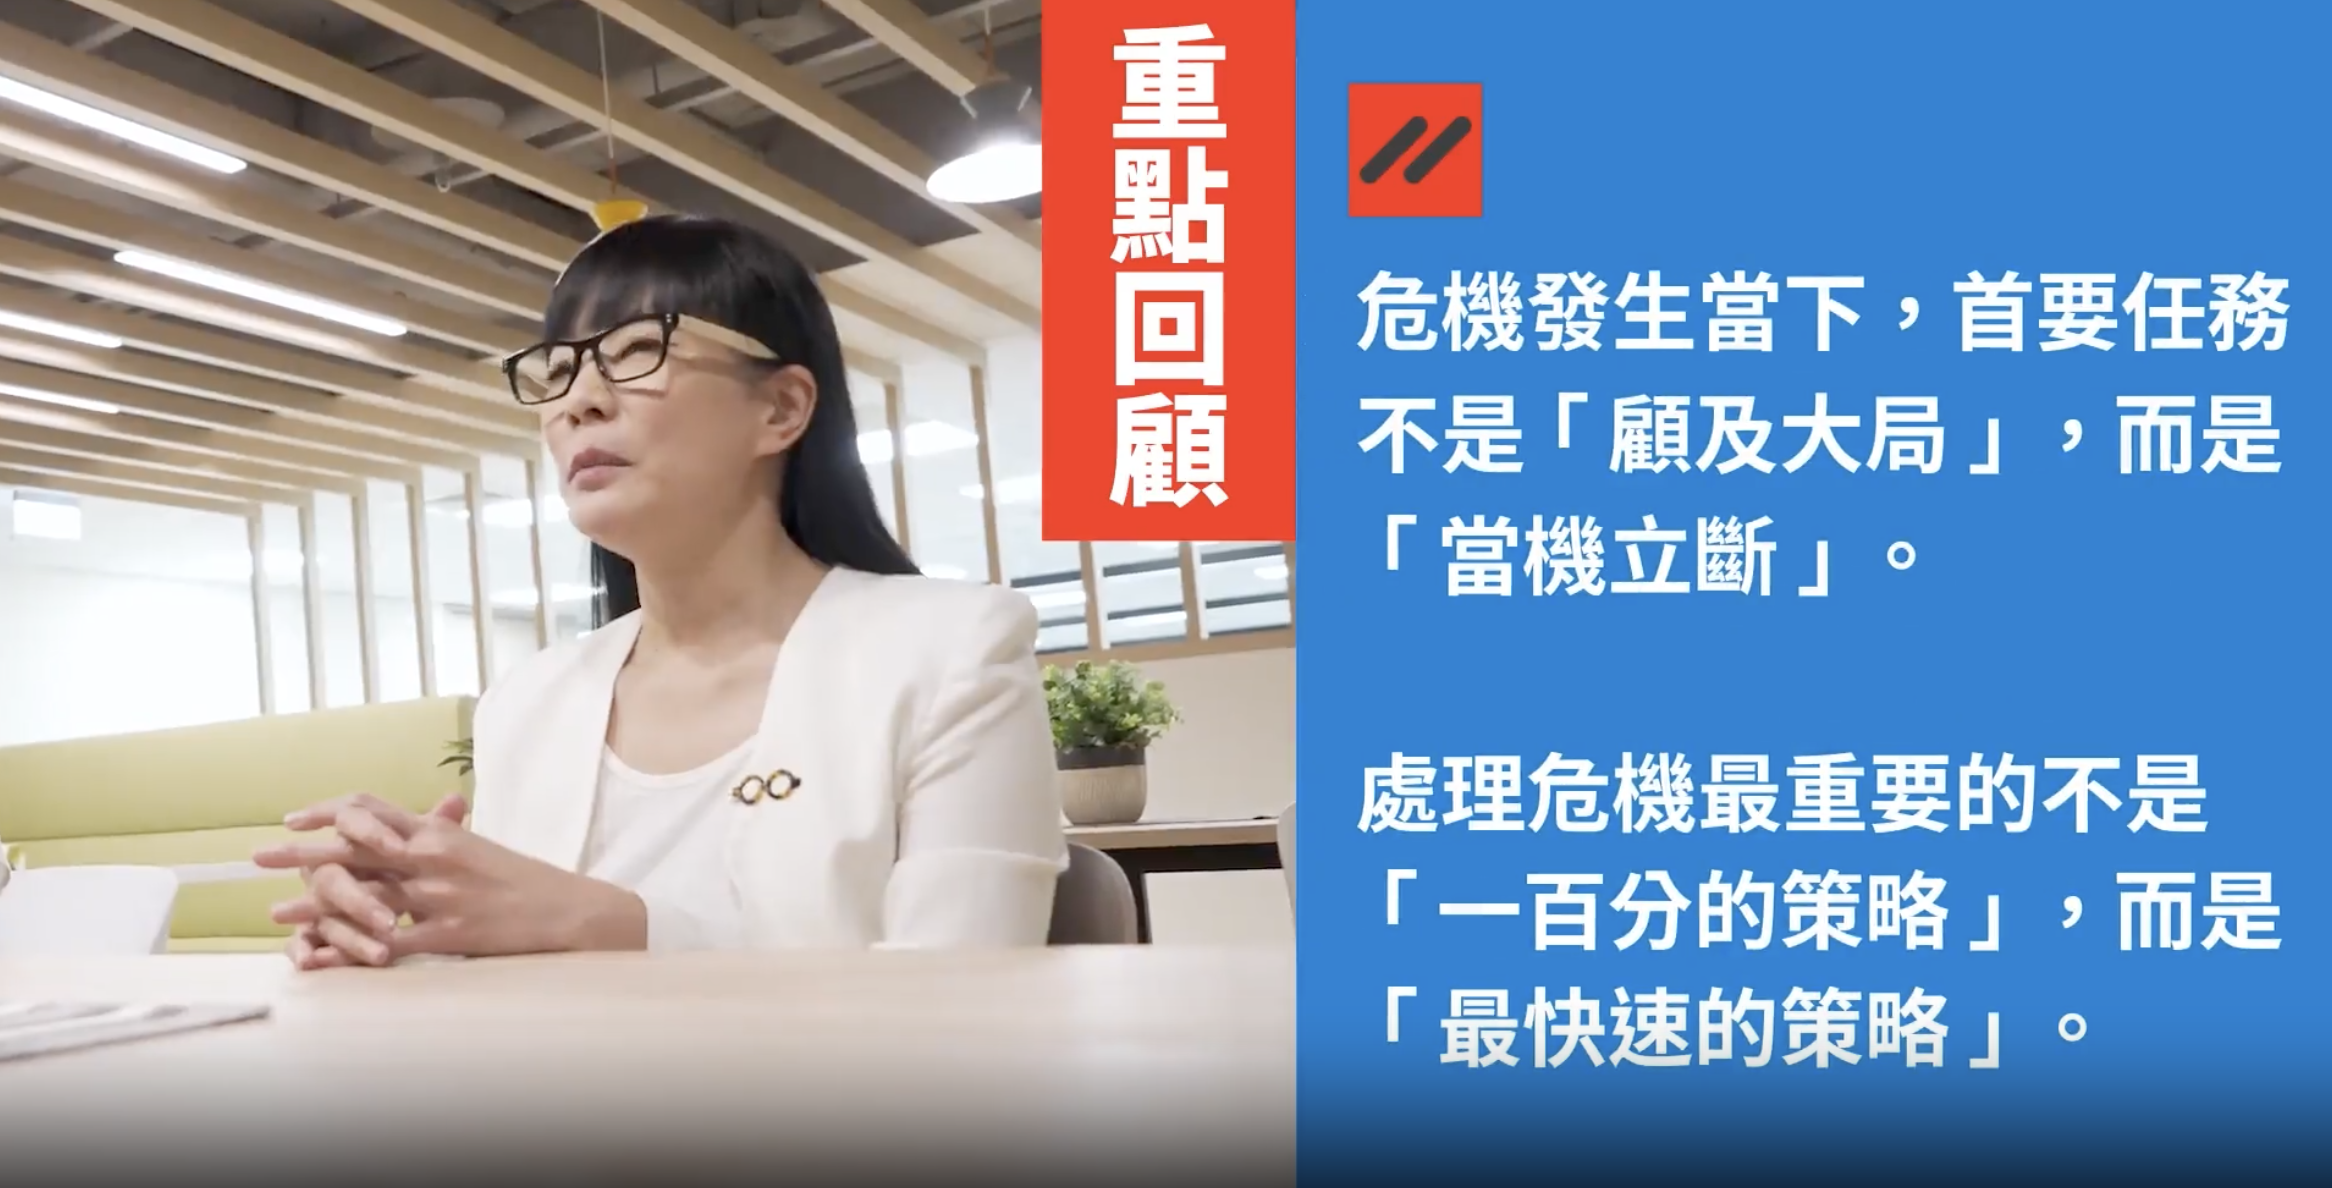 重點回顧
危機發生當下，首要任務
不是「顧及大局」，而是
「當機立斷」。
處理危機最重要的不是
「一百分的策略」，而是
「最快速的策略」。